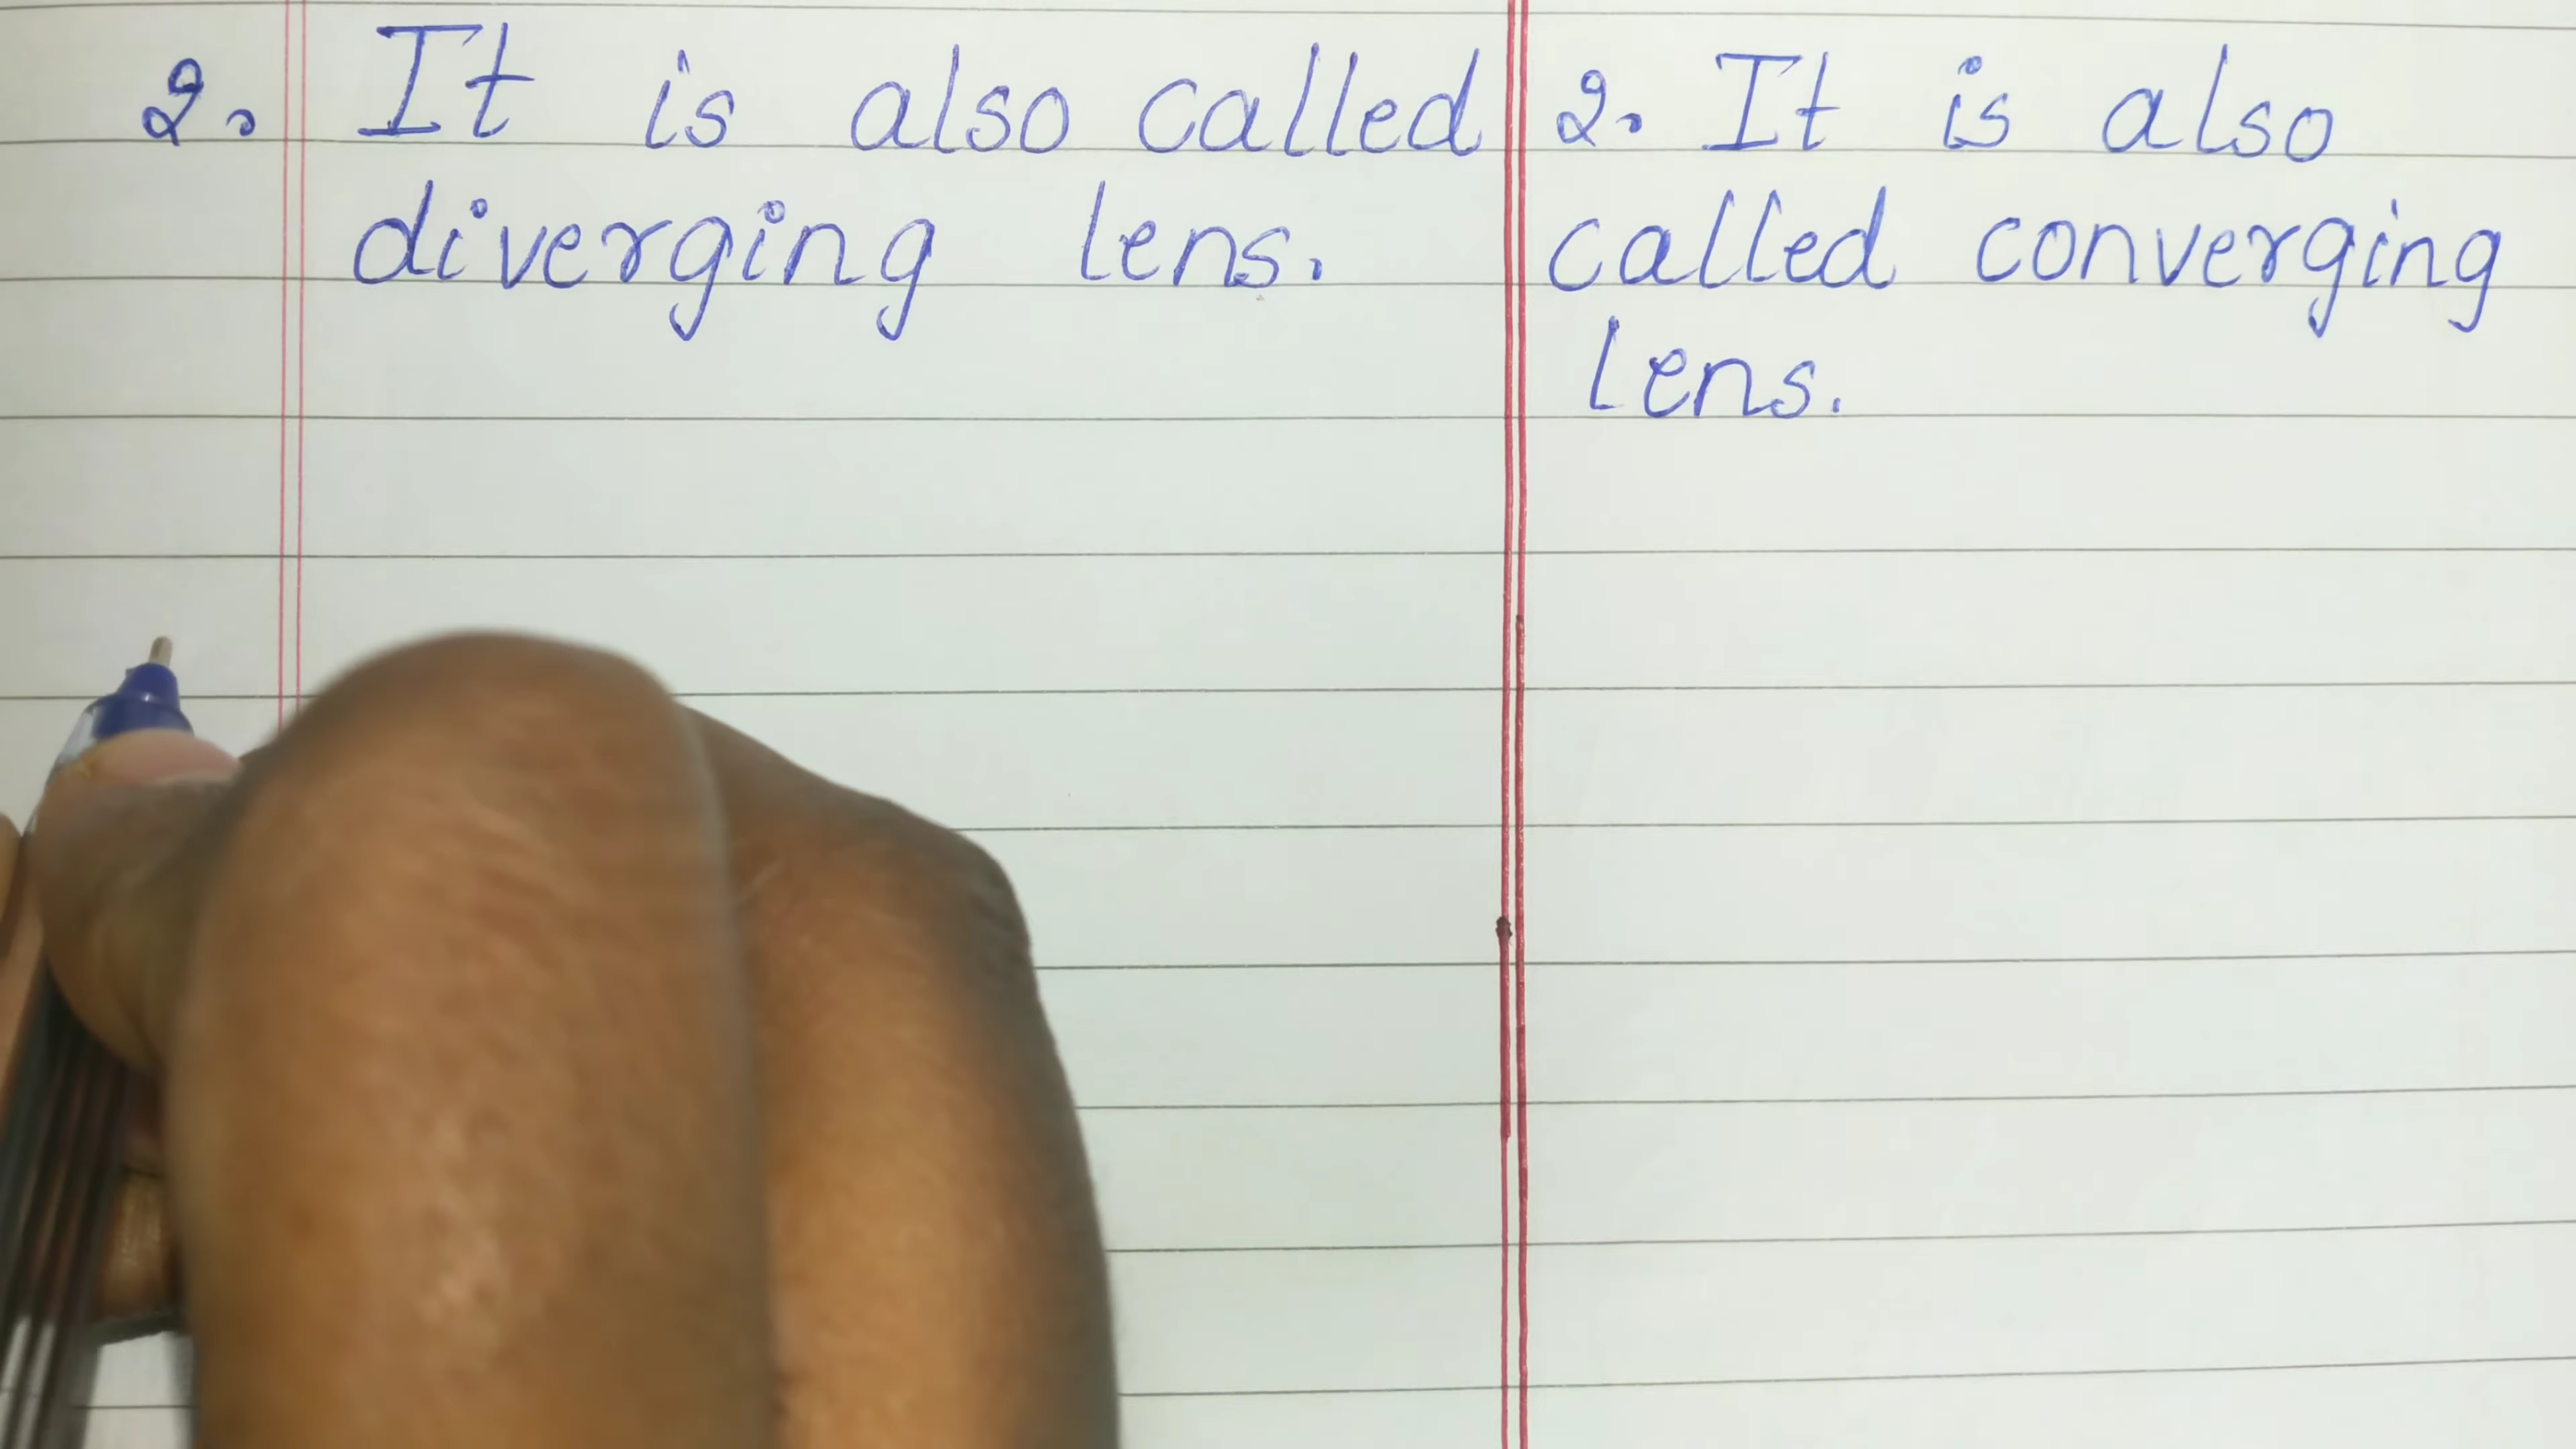 2. It is also called
diverging lens.
2. It is also
called converging
lens.